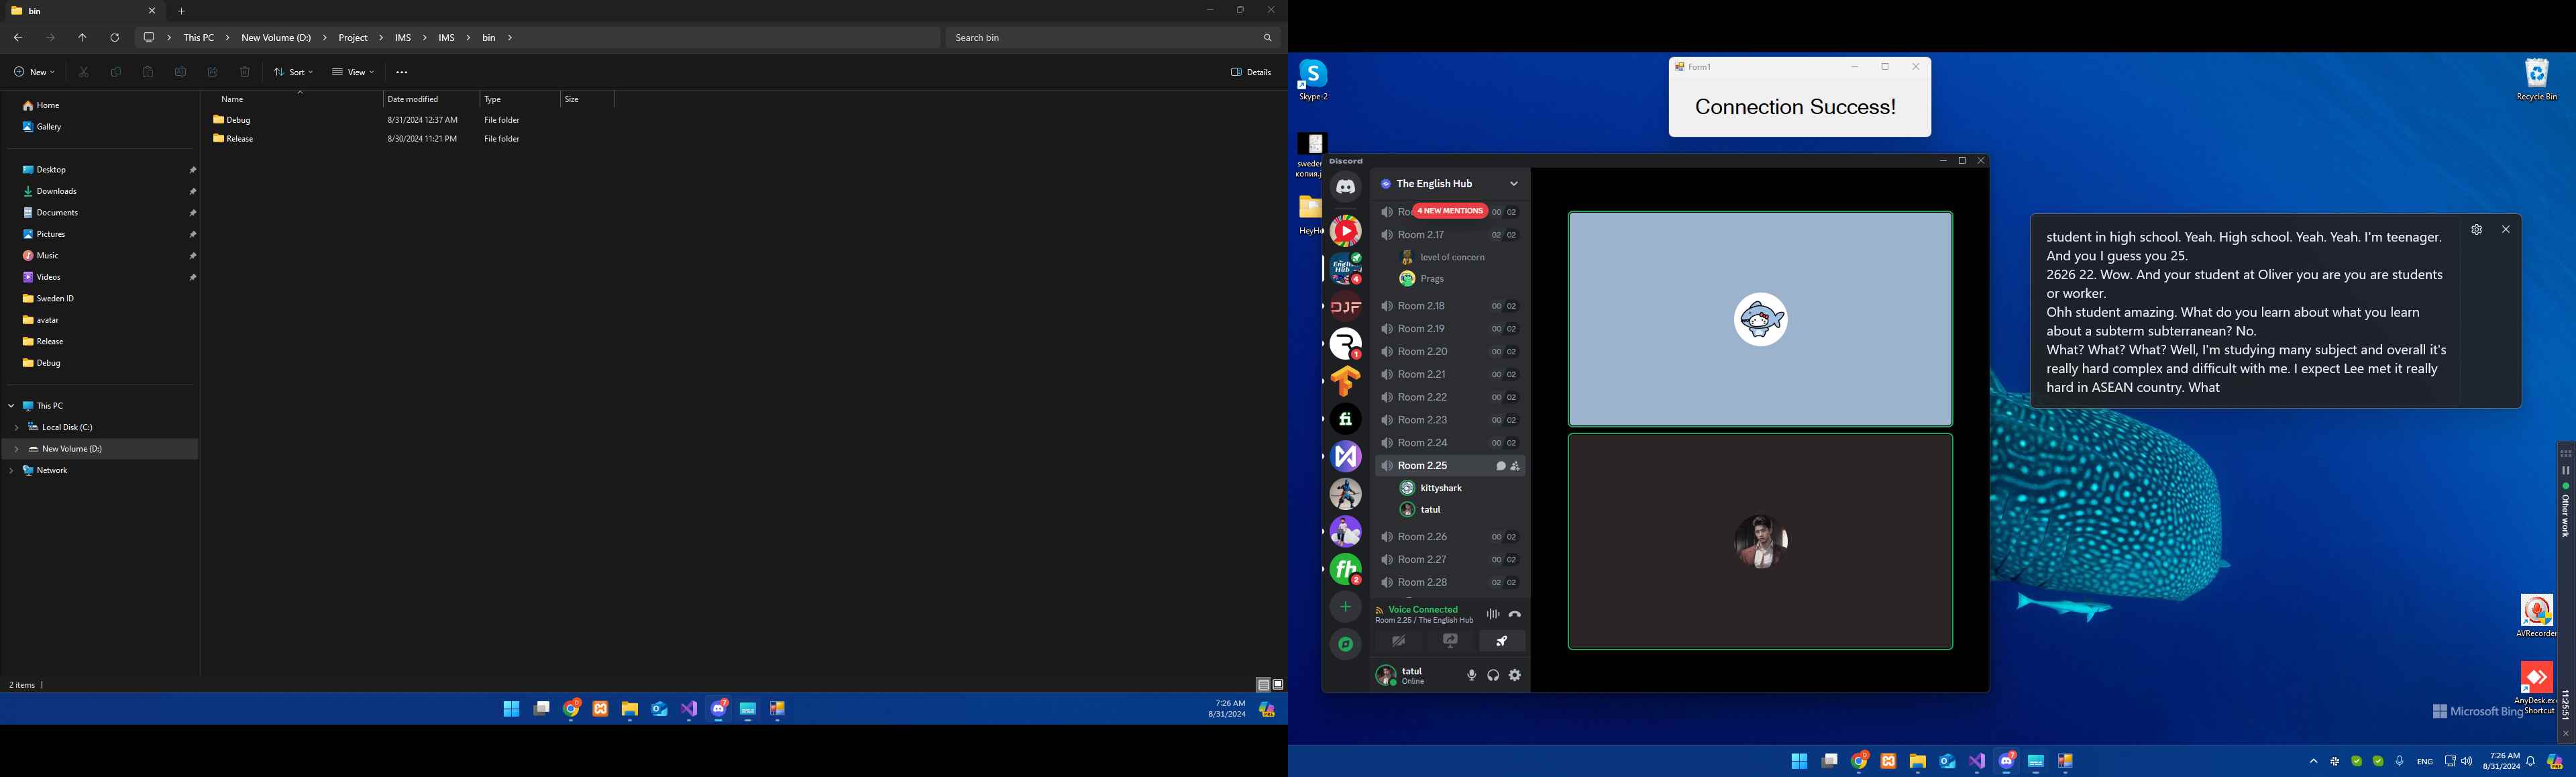 bin
This PC
New Volume (D:)
Project
IMS
IMS
bin
Search bin
New
Sort
View
Details
Name
Date modified
Type
Size
Debug
8/31/2024 12:37 AM
File folder
Release
8/30/2024 11:21 PM
File folder
Home
Gallery
Desktop
Downloads
Documents
Pictures
Music
Videos
Sweden ID
avatar
Release
Debug
This PC
Local Disk (C:)
New Volume (D:)
Network
2 items
7:26 AM
8/31/2024
Skype-2
sweden
копия.j
HeyHe
Form1
Connection Success!
Recycle Bin
Discord
The English Hub
4 NEW MENTIONS
00 02
Room 2.17
02 02
level of concern
Prags
Room 2.18
00 02
Room 2.19
00 02
Room 2.20
00 02
Room 2.21
00 02
Room 2.22
00 02
Room 2.23
00 02
Room 2.24
00 02
Room 2.25
kittyshark
tatul
Room 2.26
00 02
Room 2.27
00 02
Room 2.28
02 02
Voice Connected
Room 2.25 / The English Hub
tatul
Online
student in high school. Yeah. High school. Yeah. Yeah. I'm teenager.
And you I guess you 25.
2626 22. Wow. And your student at Oliver you are you are students
or worker.
Ohh student amazing. What do you learn about what you learn
about a subterm subterranean? No.
What? What? What? Well, I'm studying many subject and overall it's
really hard complex and difficult with me. I expect Lee met it really
hard in ASEAN country. What
Other work
11:25:51
AVRecorder
AnyDesk.exe
Shortcut
Microsoft Bing
ENG
7:26 AM
8/31/2024